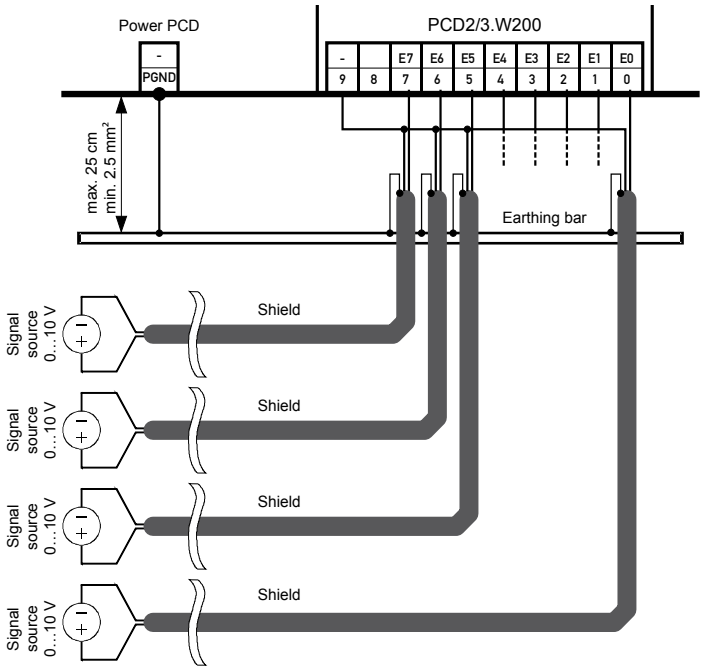 Power PCD
PCD2/3.W200
-
PGND
- E7 E6 E5 E4 E3 E2 E1 E0
9 8 7 6 5 4 3 2 1 0
max. 25 cm
min. 2.5 mm²
Earthing bar
Signal
source
0...10 V
- +
Shield
Signal
source
0...10 V
- +
Shield
Signal
source
0...10 V
- +
Shield
Signal
source
0...10 V
- +
Shield